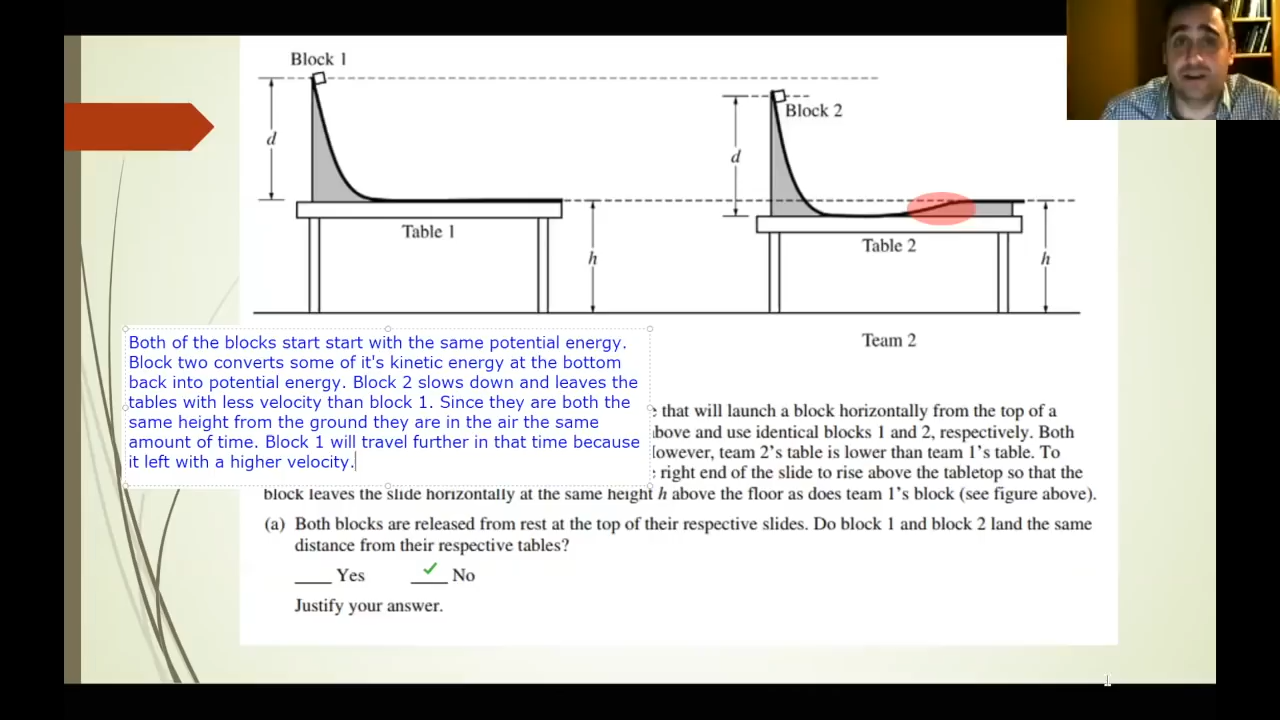 Block 1
Block 2
d
d
Table 1
Table 2
h
h
Team 2
Both of the blocks start start with the same potential energy.
Block two converts some of it's kinetic energy at the bottom
back into potential energy. Block 2 slows down and leaves the
tables with less velocity than block 1. Since they are both the
same height from the ground they are in the air the same
amount of time. Block 1 will travel further in that time because
it left with a higher velocity.
that will launch a block horizontally from the top of a
bove and use identical blocks 1 and 2, respectively. Both
owever, team 2's table is lower than team 1's table. To
right end of the slide to rise above the tabletop so that the
block leaves the slide horizontally at the same height h above the floor as does team 1's block (see figure above).
(a) Both blocks are released from rest at the top of their respective slides. Do block 1 and block 2 land the same
distance from their respective tables?
____ Yes ____ No
Justify your answer.